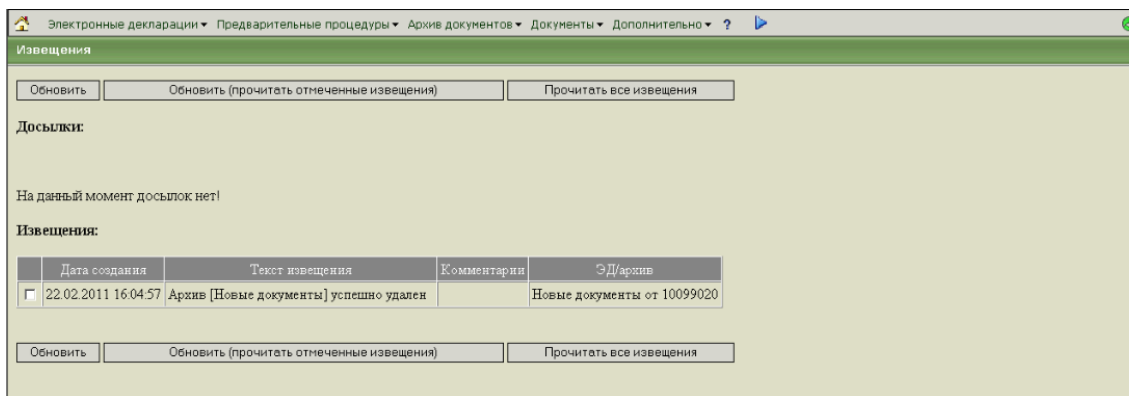 Электронные декларации Предварительные процедуры Архив документов Документы Дополнительно ?
Извещения
Обновить Обновить (прочитать отмеченные извещения) Прочитать все извещения
Досылки:
На данный момент досылок нет!
Извещения:
Дата создания Текст извещения Комментарии ЭД/архив
22.02.2011 16:04:57 Архив [Новые документы] успешно удален Новые документы от 10099020
Обновить Обновить (прочитать отмеченные извещения) Прочитать все извещения